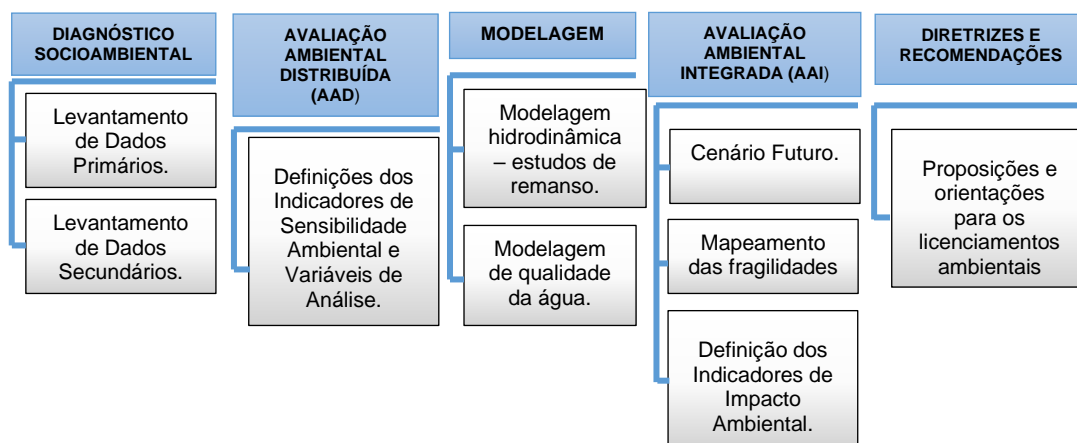 DIAGNÓSTICO
SOCIOAMBIENTAL
Levantamento
de Dados
Primários.
Levantamento
de Dados
Secundários.
AVALIAÇÃO
AMBIENTAL
DISTRIBUÍDA
(AAD)
Definições dos
Indicadores de
Sensibilidade
Ambiental e
Variáveis de
Análise.
MODELAGEM
Modelagem
hidrodinâmica
– estudos de
remanso.
Modelagem
de qualidade
da água.
AVALIAÇÃO
AMBIENTAL
INTEGRADA (AAI)
Cenário Futuro.
Mapeamento
das fragilidades
Definição dos
Indicadores de
Impacto
Ambiental.
DIRETRIZES E
RECOMENDAÇÕES
Proposições e
orientações
para os
licenciamentos
ambientais